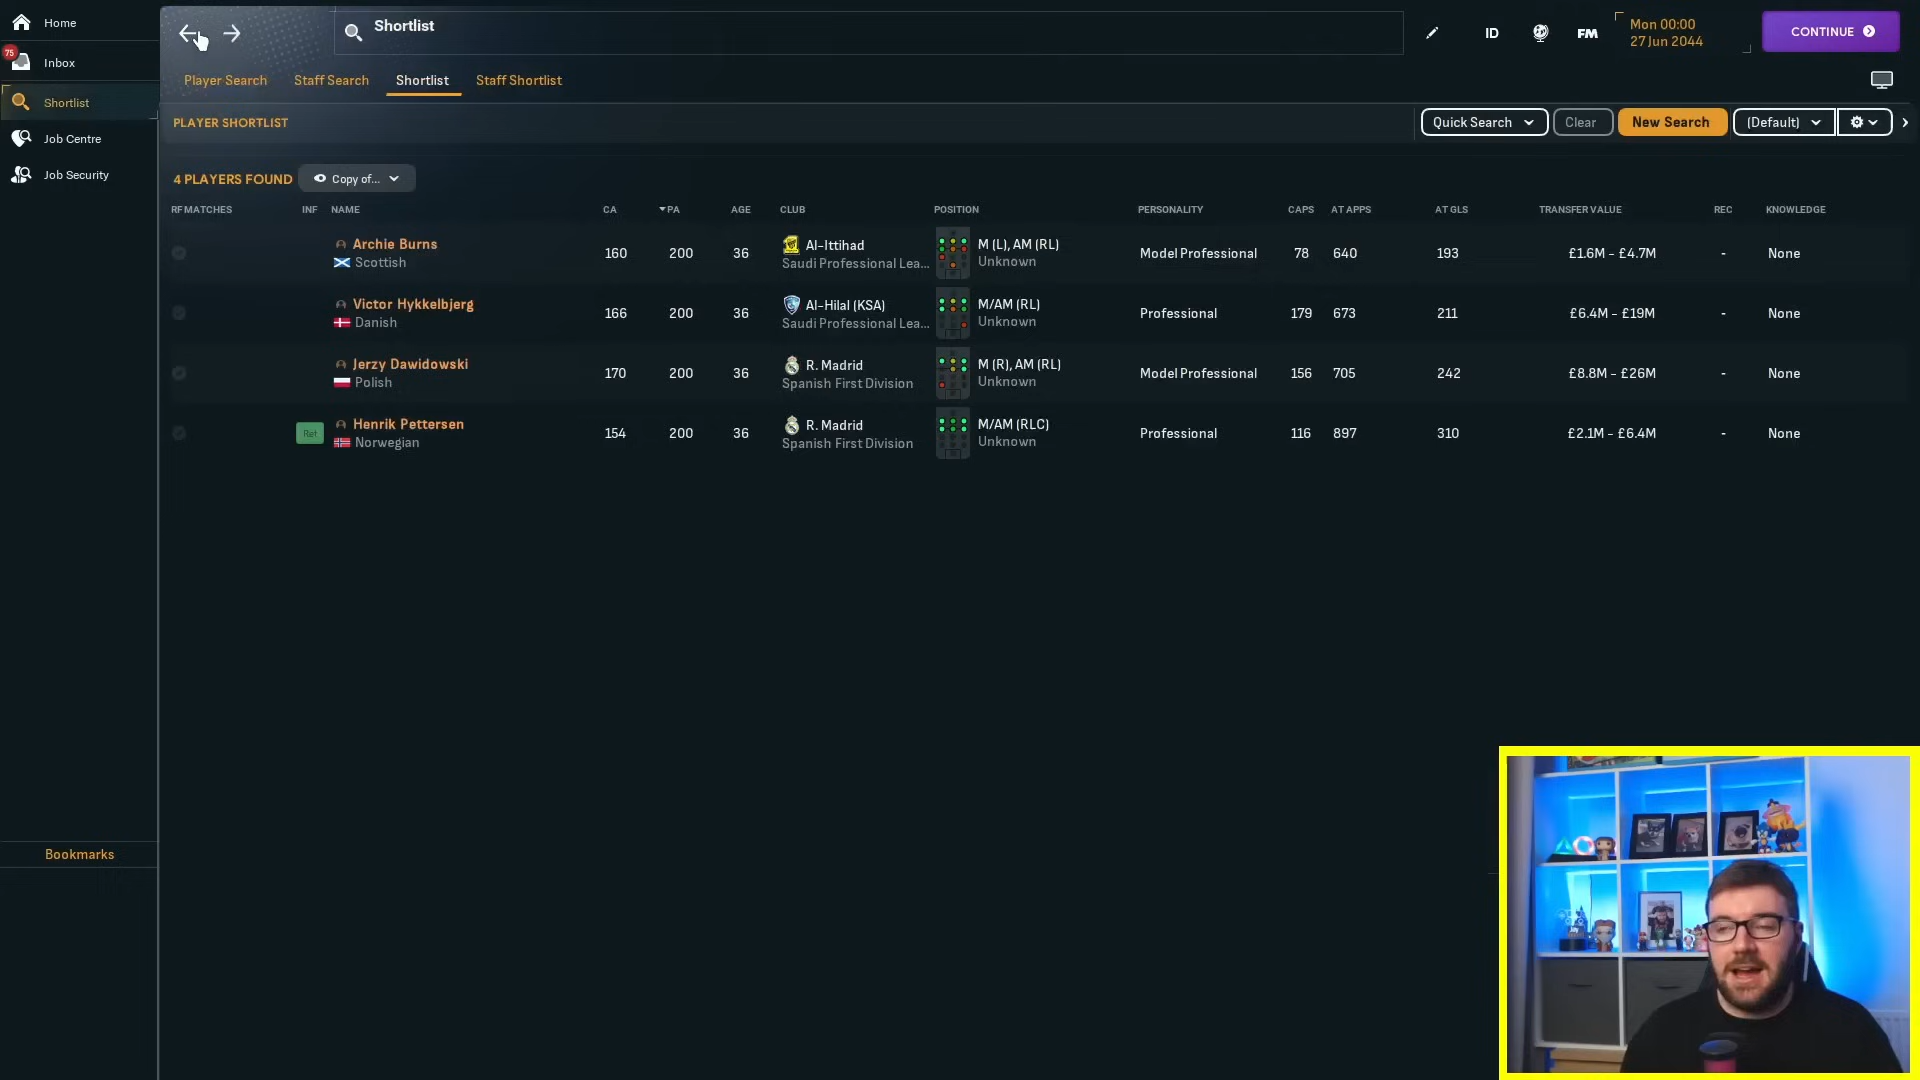 Home
75
Inbox
Shortlist
Job Centre
Job Security
Bookmarks
Shortlist
ID
FM
Mon 00:00
27 Jun 2044
CONTINUE
Player Search
Staff Search
Shortlist
Staff Shortlist
PLAYER SHORTLIST
Quick Search
Clear
New Search
(Default)
4 PLAYERS FOUND
Copy of...
RF MATCHES INF NAME CA PA AGE CLUB POSITION PERSONALITY CAPS AT APPS AT GLS TRANSFER VALUE REC KNOWLEDGE
Archie Burns 160 200 36 Al-Ittihad M (L), AM (RL) Model Professional 78 640 193 £1.6M - £4.7M - None
Scottish Saudi Professional Lea... Unknown
Victor Hykkelbjerg 166 200 36 Al-Hilal (KSA) M/AM (RL) Professional 179 673 211 £6.4M - £19M - None
Danish Saudi Professional Lea... Unknown
Jerzy Dawidowski 170 200 36 R. Madrid M (R), AM (RL) Model Professional 156 705 242 £8.8M - £26M - None
Polish Spanish First Division Unknown
Ret Henrik Pettersen 154 200 36 R. Madrid M/AM (RLC) Professional 116 897 310 £2.1M - £6.4M - None
Norwegian Spanish First Division Unknown